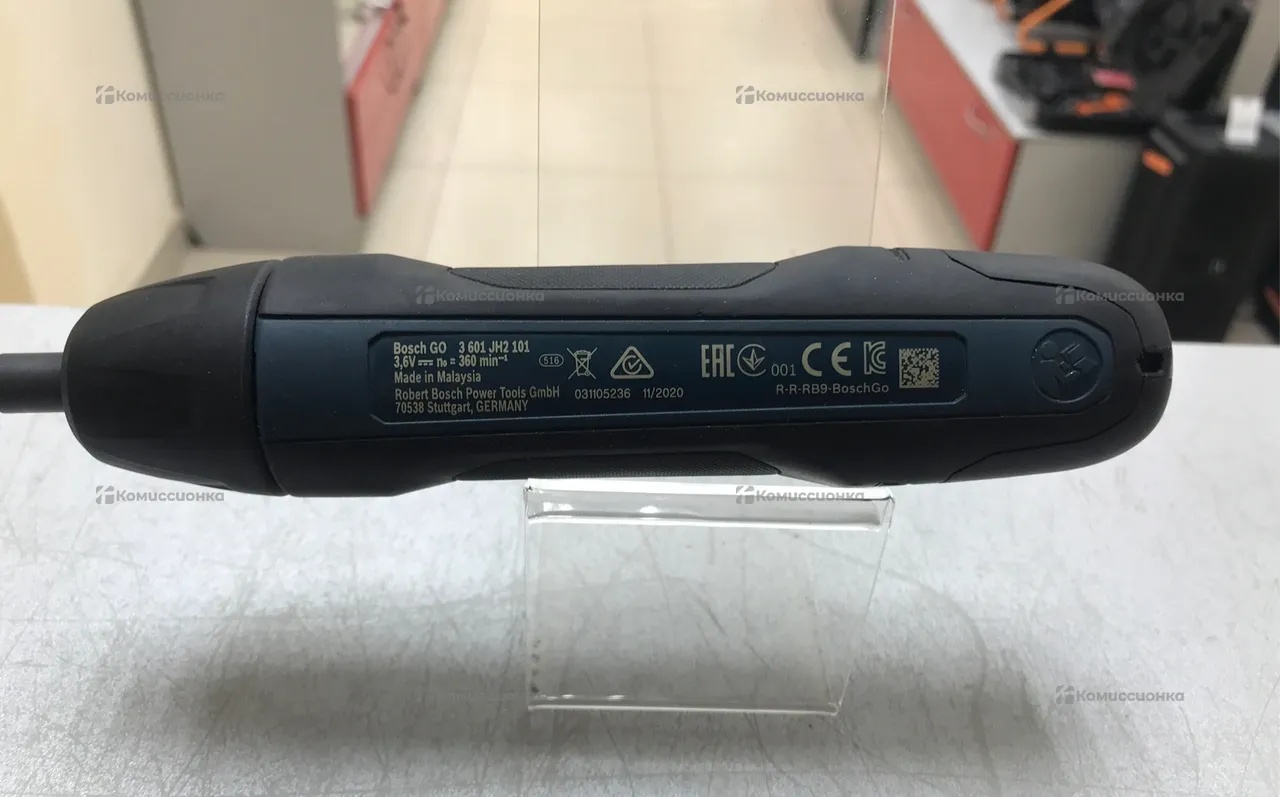 Комиссионка
Комиссионка
Комиссионка
Комиссионка
Bosch GO 3 601 JH2 101
3,6V⎓ n₀ = 360 min⁻¹
Made in Malaysia
Robert Bosch Power Tools GmbH
70538 Stuttgart, GERMANY
516
031105236 11/2020
EAC 001 CE
R-R-RB9-BoschGo
Комиссионка
Комиссионка
Комиссионка